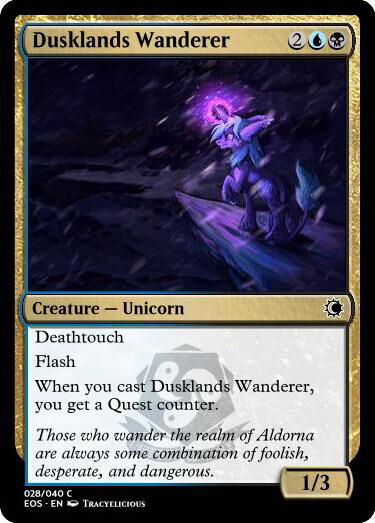 Dusklands Wanderer 2
Creature — Unicorn
Deathtouch
Flash
When you cast Dusklands Wanderer,
you get a Quest counter.
Those who wander the realm of Aldorna
are always some combination of foolish,
desperate, and dangerous.
1/3
028/040 C
EOS · EN Tracylicious